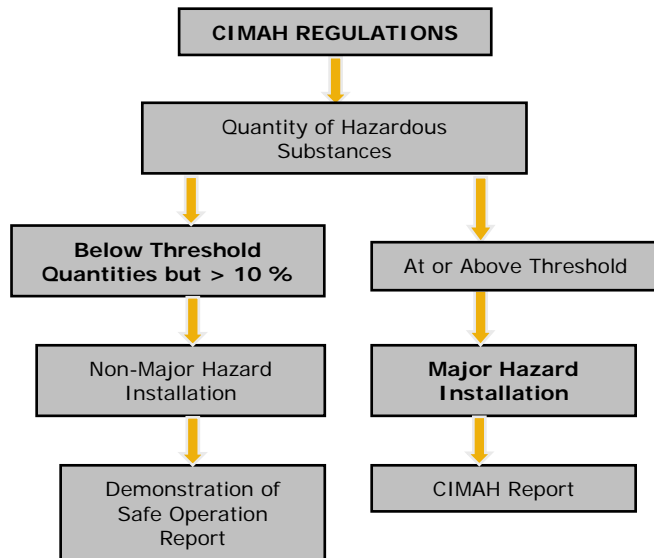 CIMAH REGULATIONS
Quantity of Hazardous
Substances
Below Threshold
Quantities but > 10 %
At or Above Threshold
Non-Major Hazard
Installation
Major Hazard
Installation
Demonstration of
Safe Operation
Report
CIMAH Report